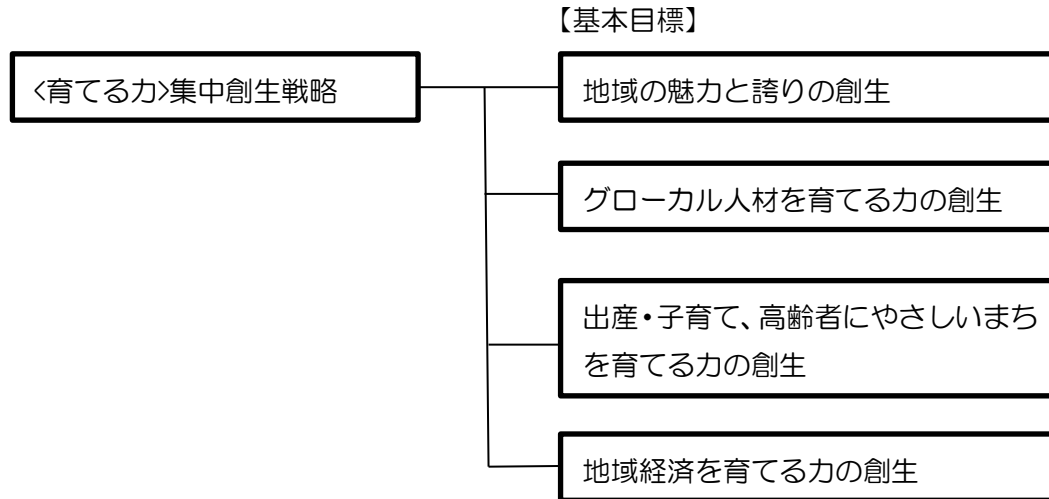 【基本目標】
<育てる力>集中創生戦略
地域の魅力と誇りの創生
グローカル人材を育てる力の創生
出産・子育て、高齢者にやさしいまち
を育てる力の創生
地域経済を育てる力の創生